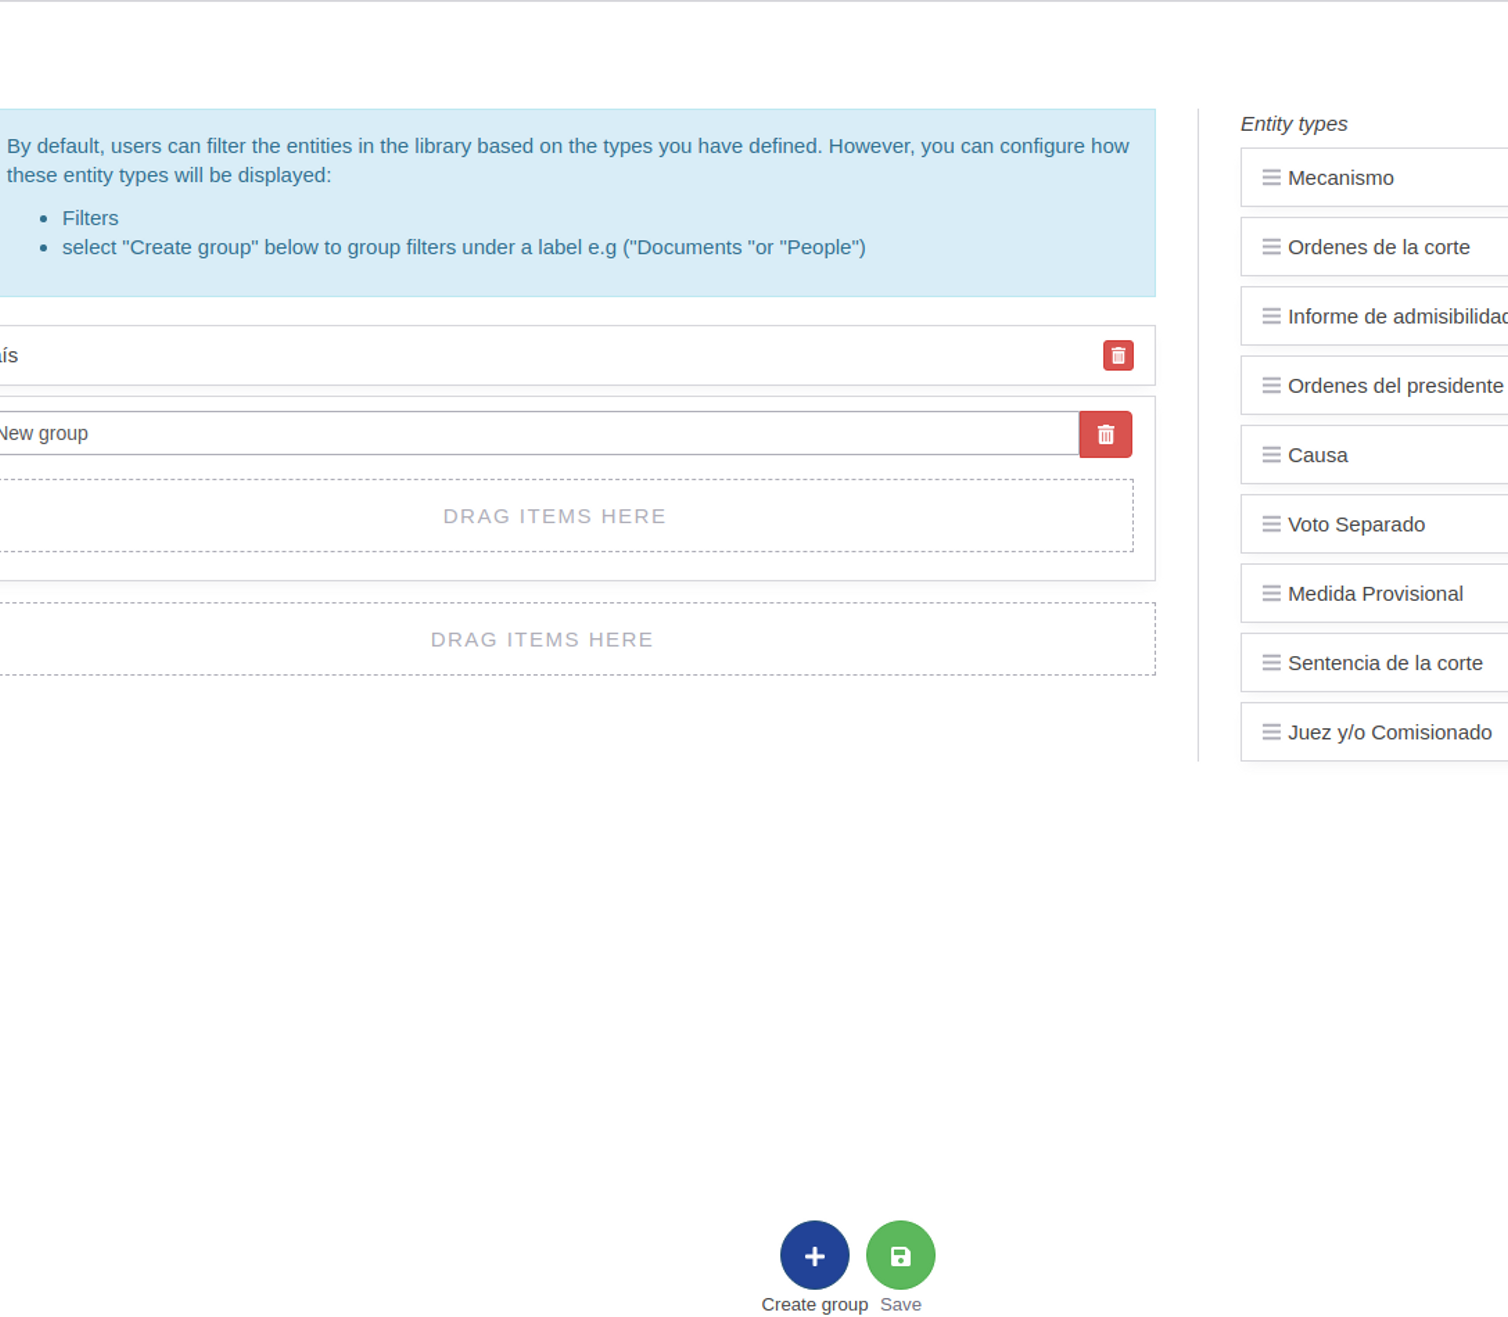 By default, users can filter the entities in the library based on the types you have defined. However, you can configure how
these entity types will be displayed:
Filters
select "Create group" below to group filters under a label e.g ("Documents "or "People")
ís
New group
DRAG ITEMS HERE
DRAG ITEMS HERE
Entity types
Mecanismo
Ordenes de la corte
Informe de admisibilidad
Ordenes del presidente
Causa
Voto Separado
Medida Provisional
Sentencia de la corte
Juez y/o Comisionado
Create group
Save